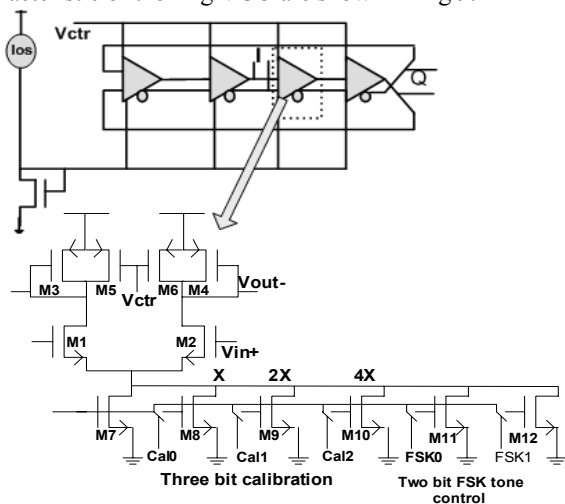 Vctr
Ios
I
Q
M3
M5
M6
M4
Vout-
Vctr
M1
M2
Vin+
X
2X
4X
M7
M8
M9
M10
M11
M12
Cal0
Cal1
Cal2
FSK0
FSK1
Three bit calibration
Two bit FSK tone
control